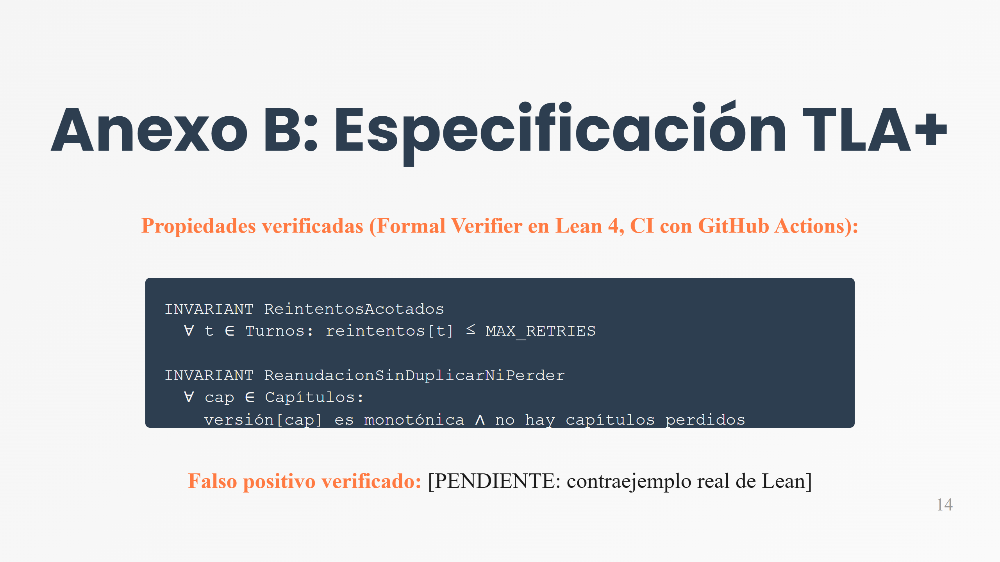 Anexo B: Especificación TLA+
Propiedades verificadas (Formal Verifier en Lean 4, CI con GitHub Actions):
INVARIANT ReintentosAcotados
  ∀ t ∈ Turnos: reintentos[t] ≤ MAX_RETRIES
INVARIANT ReanudacionSinDuplicarNiPerder
  ∀ cap ∈ Capítulos:
    versión[cap] es monotónica ∧ no hay capítulos perdidos
Falso positivo verificado: [PENDIENTE: contraejemplo real de Lean]
14